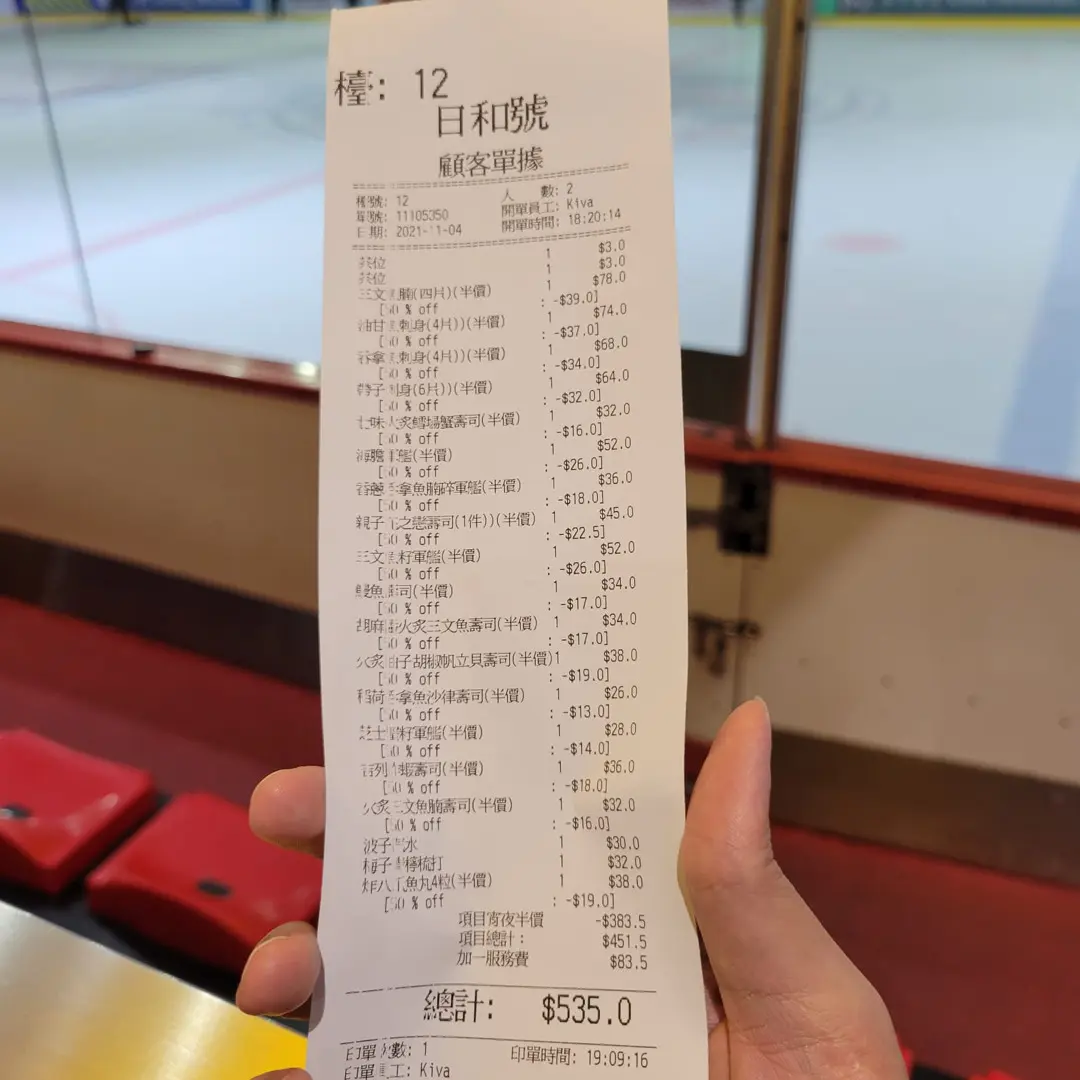 檯: 12
日和號
顧客單據
檯號: 12 人 數: 2
單號: 11105350 開單員工: Kiva
日期: 2021-11-04 開單時間: 18:20:14
茶位 1 $3.0
茶位 1 $3.0
三文魚腩(四片)(半價) 1 $78.0
[50 % off : -$39.0]
油甘魚刺身(4片))(半價) 1 $74.0
[50 % off : -$37.0]
吞拿魚刺身(4片))(半價) 1 $68.0
[50 % off : -$34.0]
帶子刺身(6片))(半價) 1 $64.0
[50 % off : -$32.0]
七味火炙鱈場蟹壽司(半價) 1 $32.0
[50 % off : -$16.0]
海膽軍艦(半價) 1 $52.0
[50 % off : -$26.0]
香蔥吞拿魚腩碎軍艦(半價) 1 $36.0
[50 % off : -$18.0]
親子 之戀壽司(1件))(半價) 1 $45.0
[50 % off : -$22.5]
三文魚籽軍艦(半價) 1 $52.0
[50 % off : -$26.0]
鰻魚壽司(半價) 1 $34.0
[50 % off : -$17.0]
胡麻醬火炙三文魚壽司(半價) 1 $34.0
[50 % off : -$17.0]
火炙柚子胡椒帆立貝壽司(半價)1 $38.0
[50 % off : -$19.0]
稻荷吞拿魚沙律壽司(半價) 1 $26.0
[50 % off : -$13.0]
芝士 籽軍艦(半價) 1 $28.0
[50 % off : -$14.0]
吉列 蝦壽司(半價) 1 $36.0
[50 % off : -$18.0]
火炙三文魚腩壽司(半價) 1 $32.0
[50 % off : -$16.0]
波子汽水 1 $30.0
梅子 檸梳打 1 $32.0
炸八爪魚丸4粒(半價) 1 $38.0
[50 % off : -$19.0]
項目宵夜半價 -$383.5
項目總計: $451.5
加一服務費 $83.5
總計: $535.0
印單次數: 1 印單時間: 19:09:16
印單員工: Kiva